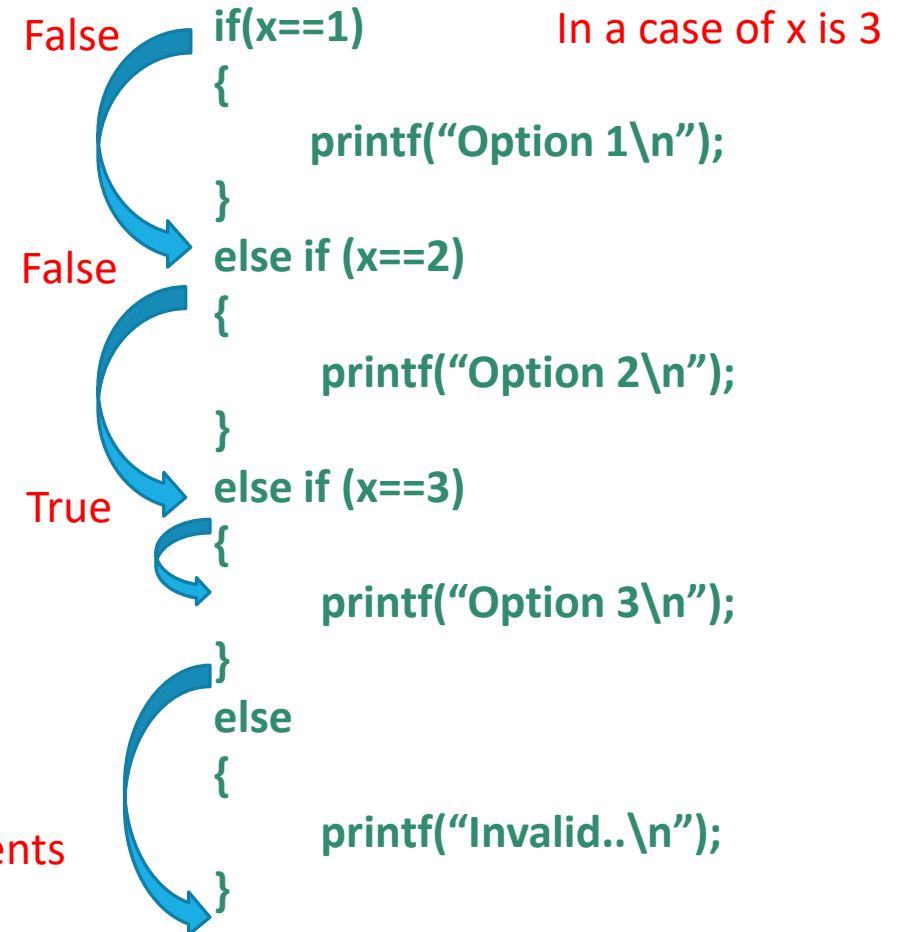 False if(x==1) In a case of x is 3
{
printf(“Option 1\n”);
}
else if (x==2)
False
{
printf(“Option 2\n”);
}
else if (x==3)
True
{
printf(“Option 3\n”);
}
else
{
printf(“Invalid..\n”);
}